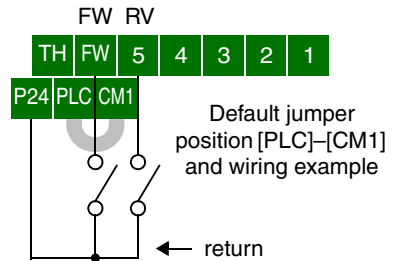 FW RV
TH FW 5 4 3 2 1
P24 PLC CM1
Default jumper
position [PLC]–[CM1]
and wiring example
return